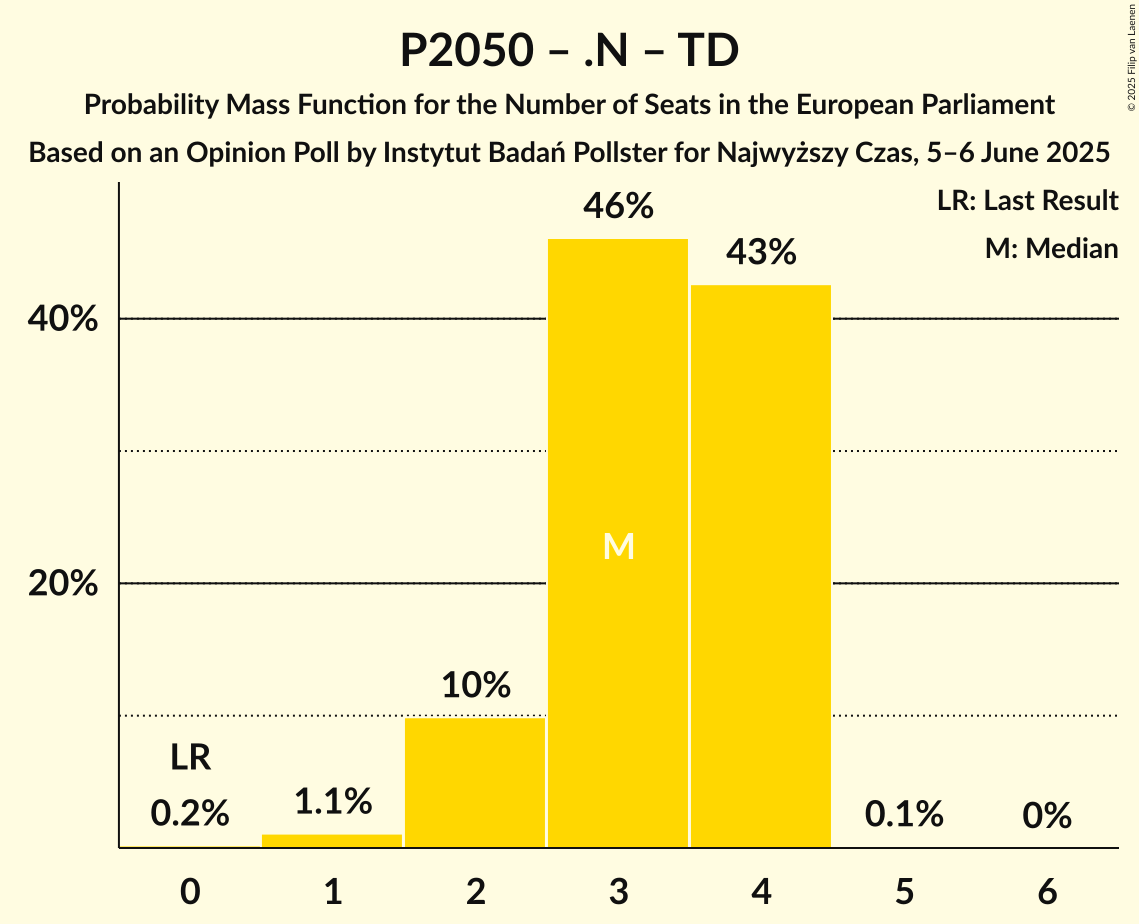 P2050 – .N – TD
Probability Mass Function for the Number of Seats in the European Parliament
Based on an Opinion Poll by Instytut Badań Pollster for Najwyższy Czas, 5–6 June 2025
© 2025 Filip van Laenen
LR: Last Result
M: Median
46%
43%
40%
M
20%
10%
LR
0.2%
1.1%
0.1%
0%
0
1
2
3
4
5
6